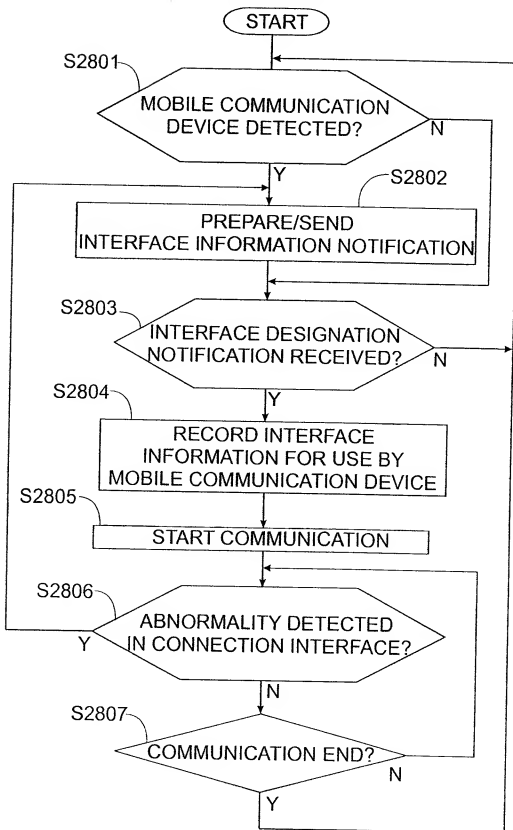 START
S2801
MOBILE COMMUNICATION
DEVICE DETECTED?
N
Y
S2802
PREPARE/SEND
INTERFACE INFORMATION NOTIFICATION
S2803
INTERFACE DESIGNATION
NOTIFICATION RECEIVED?
N
Y
S2804
RECORD INTERFACE
INFORMATION FOR USE BY
MOBILE COMMUNICATION DEVICE
S2805
START COMMUNICATION
S2806
ABNORMALITY DETECTED
IN CONNECTION INTERFACE?
Y
N
S2807
COMMUNICATION END?
N
Y